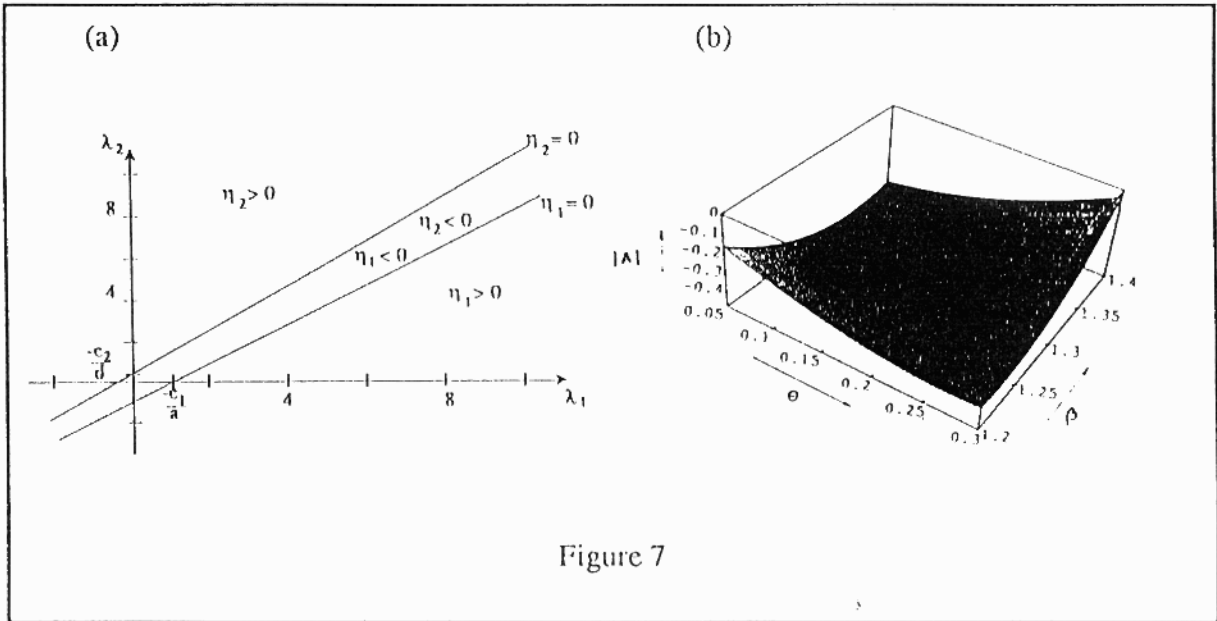 (a)
λ₂
η₂ = 0
η₂ > 0
8
η₁ = 0
η₂ < 0
η₁ < 0
4
η₁ > 0
-c₂
d
-c₁
a
4
8
λ₁
(b)
0
-0.1
-0.2
-0.3
-0.4
|Λ|
0.05
0.1
0.15
0.2
0.25
0.3
θ
1.2
1.25
1.3
1.35
1.4
β
Figure 7